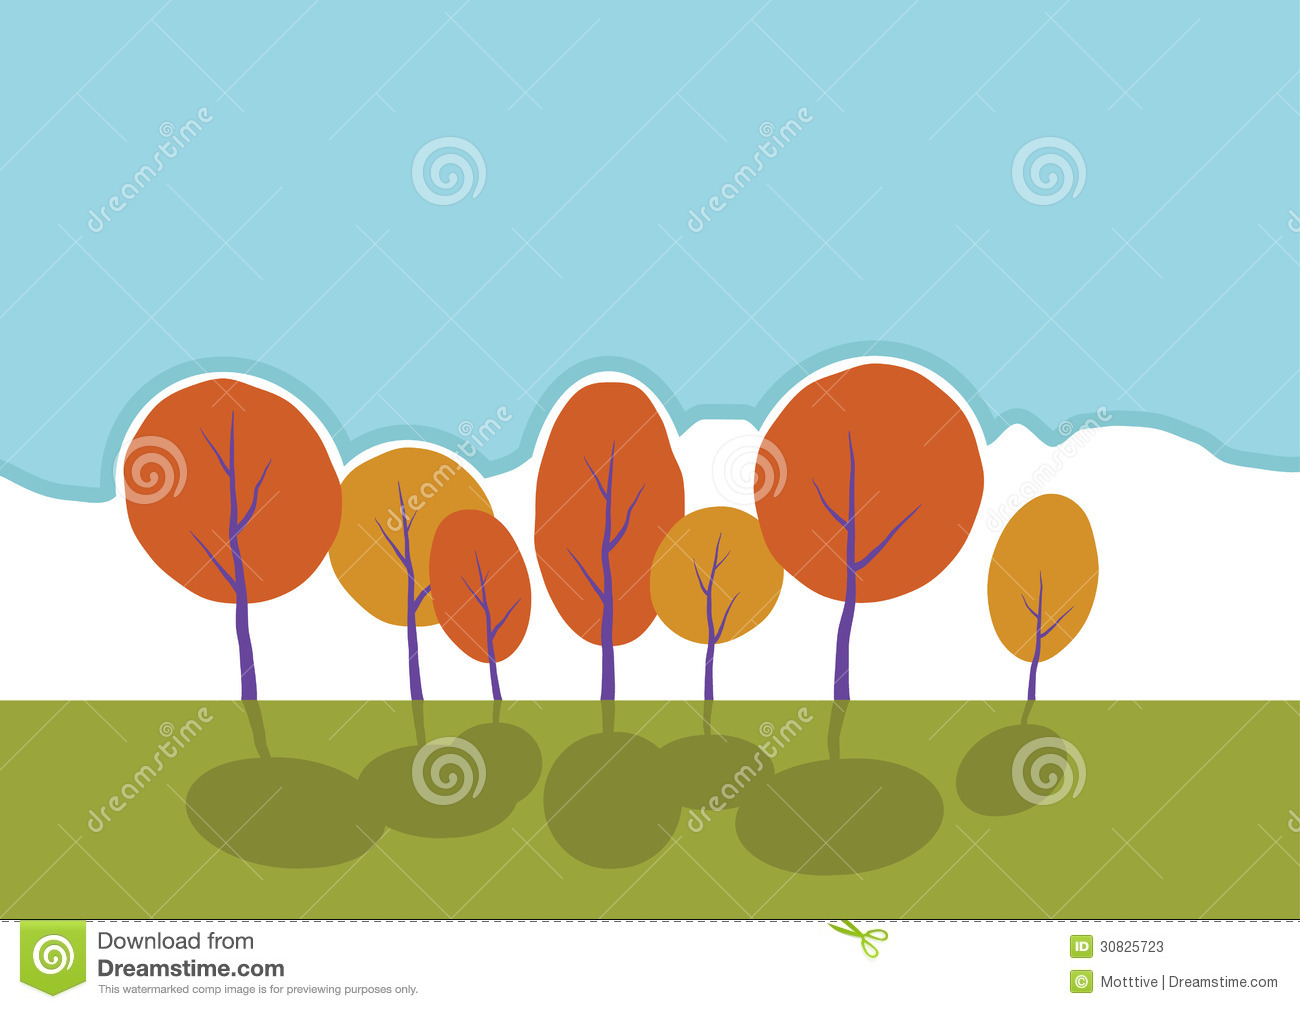 dreamstime
dreamstime
dreamstime
dreamstime
dreamstime
dreamstime
dreamstime
Download from
Dreamstime.com
This watermarked comp image is for previewing purposes only.
ID 30825723
© Motttive | Dreamstime.com